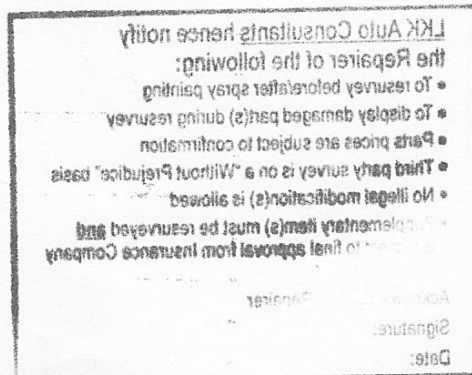 LKK Auto Consultants hence notify
the Repairer of the following:
• To resurvey before/after spray painting
• To display damaged part(s) during resurvey
• Parts prices are subject to confirmation
• Third party survey is on a "Without Prejudice" basis
• No illegal modification(s) is allowed
• Supplementary item(s) must be resurveyed and
to final approval from Insurance Company
Repairer
Signature:
Date: